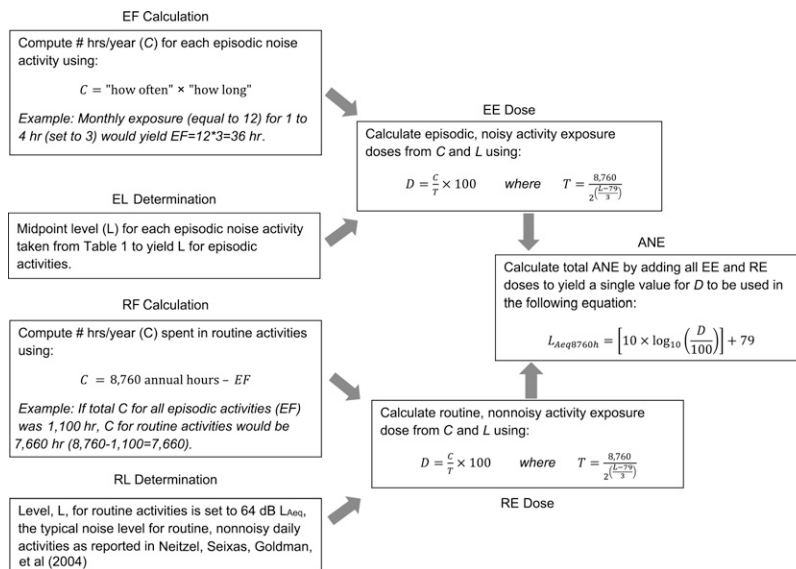 EF Calculation
Compute # hrs/year (C) for each episodic noise
activity using:
C = "how often" × "how long"
Example: Monthly exposure (equal to 12) for 1 to
4 hr (set to 3) would yield EF=12*3=36 hr.
EL Determination
Midpoint level (L) for each episodic noise activity
taken from Table 1 to yield L for episodic
activities.
RF Calculation
Compute # hrs/year (C) spent in routine activities
using:
C = 8,760 annual hours – EF
Example: If total C for all episodic activities (EF)
was 1,100 hr, C for routine activities would be
7,660 hr (8,760-1,100=7,660).
RL Determination
Level, L, for routine activities is set to 64 dB LAeq,
the typical noise level for routine, nonnoisy daily
activities as reported in Neitzel, Seixas, Goldman,
et al (2004)
EE Dose
Calculate episodic, noisy activity exposure
doses from C and L using:
D = C/T × 100 where T = 8,760/2^((L−79)/3)
ANE
Calculate total ANE by adding all EE and RE
doses to yield a single value for D to be used in
the following equation:
LAeq8760h = [10 × log10 (D/100)] + 79
Calculate routine, nonnoisy activity exposure
dose from C and L using:
D = C/T × 100 where T = 8,760/2^((L−79)/3)
RE Dose